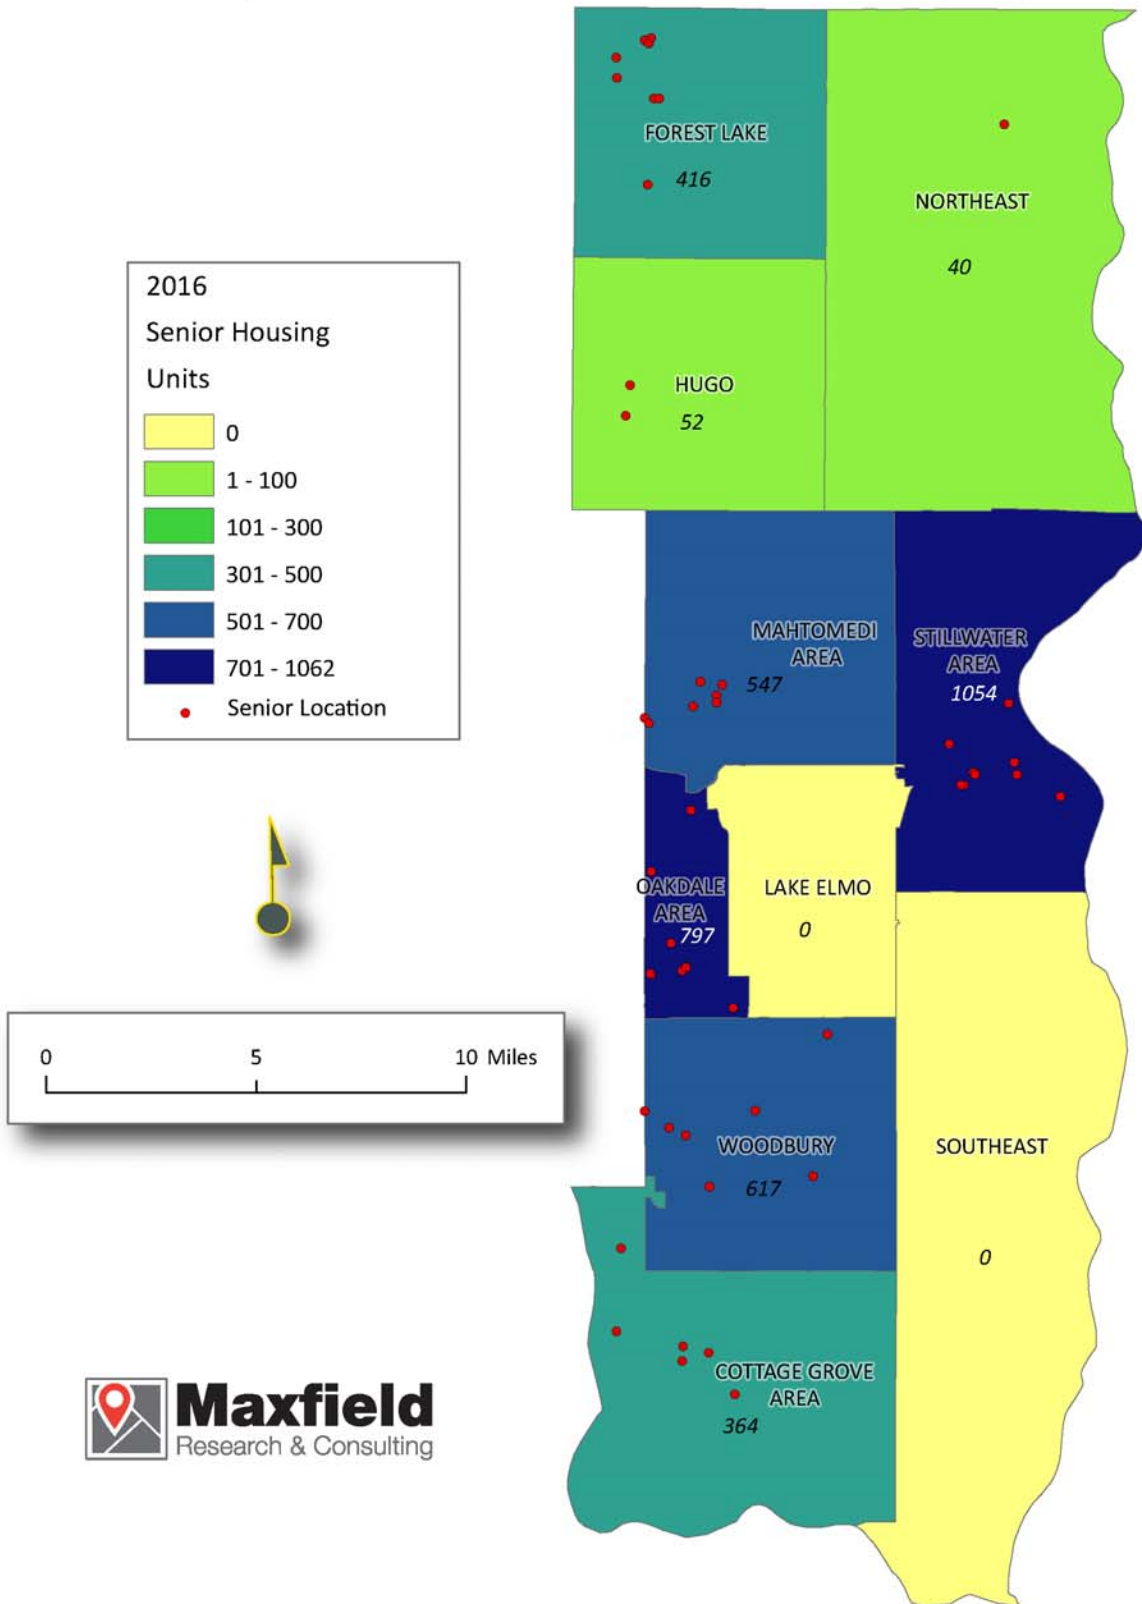 FOREST LAKE
416
NORTHEAST
40
2016
Senior Housing
Units
0
1 - 100
101 - 300
301 - 500
501 - 700
701 - 1062
Senior Location
HUGO
52
MAHTOMEDI
AREA
547
STILLWATER
AREA
1054
OAKDALE
AREA
797
LAKE ELMO
0
0 5 10 Miles
WOODBURY
617
SOUTHEAST
0
COTTAGE GROVE
AREA
364
Maxfield
Research & Consulting